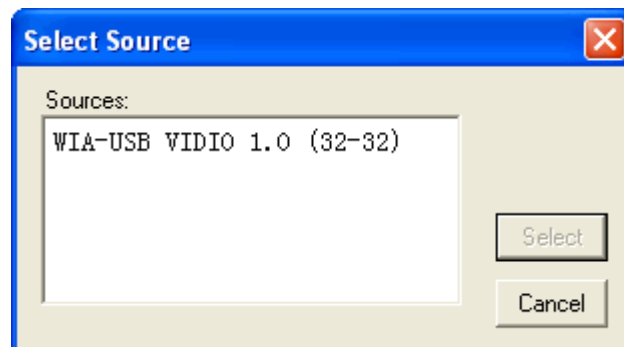 Select Source
Sources:
WIA-USB VIDIO 1.0 (32-32)
Select
Cancel